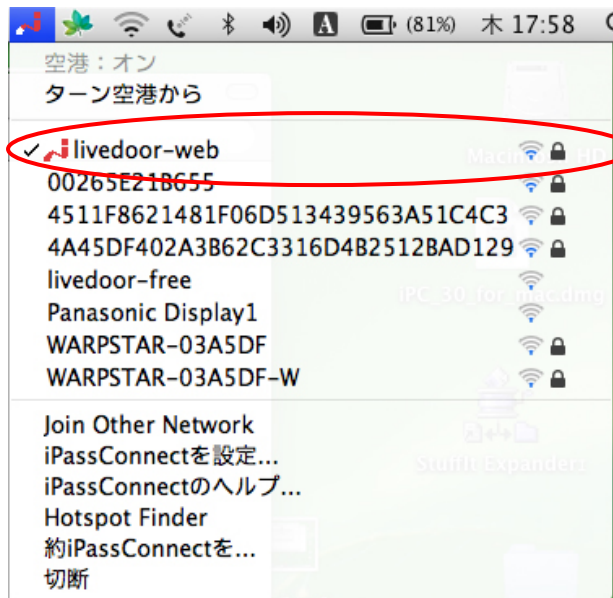 A (81%) 木 17:58
空港：オン
ターン空港から
livedoor-web
Macintosh HD
00265E21B655
4511F8621481F06D513439563A51C4C3
4A45DF402A3B62C3316D4B2512BAD129
livedoor-free
iPC_30_for_mac.dmg
Panasonic Display1
WARPSTAR-03A5DF
WARPSTAR-03A5DF-W
Join Other Network
iPassConnectを設定...
StuffIt Expander
iPassConnectのヘルプ...
Hotspot Finder
約iPassConnectを...
切断